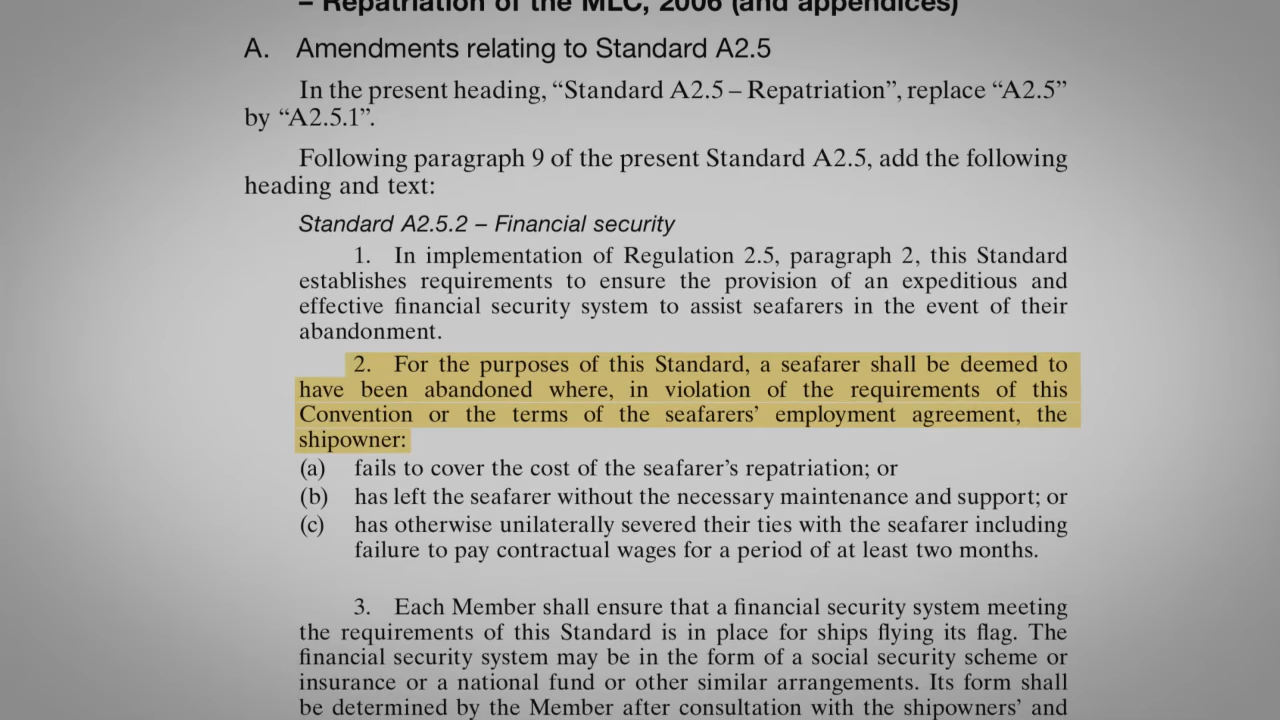 – Repatriation of the MLC, 2006 (and appendices)
A. Amendments relating to Standard A2.5
In the present heading, “Standard A2.5 – Repatriation”, replace “A2.5”
by “A2.5.1”.
Following paragraph 9 of the present Standard A2.5, add the following
heading and text:
Standard A2.5.2 – Financial security
1. In implementation of Regulation 2.5, paragraph 2, this Standard
establishes requirements to ensure the provision of an expeditious and
effective financial security system to assist seafarers in the event of their
abandonment.
2. For the purposes of this Standard, a seafarer shall be deemed to
have been abandoned where, in violation of the requirements of this
Convention or the terms of the seafarers’ employment agreement, the
shipowner:
(a) fails to cover the cost of the seafarer’s repatriation; or
(b) has left the seafarer without the necessary maintenance and support; or
(c) has otherwise unilaterally severed their ties with the seafarer including
failure to pay contractual wages for a period of at least two months.
3. Each Member shall ensure that a financial security system meeting
the requirements of this Standard is in place for ships flying its flag. The
financial security system may be in the form of a social security scheme or
insurance or a national fund or other similar arrangements. Its form shall
be determined by the Member after consultation with the shipowners’ and